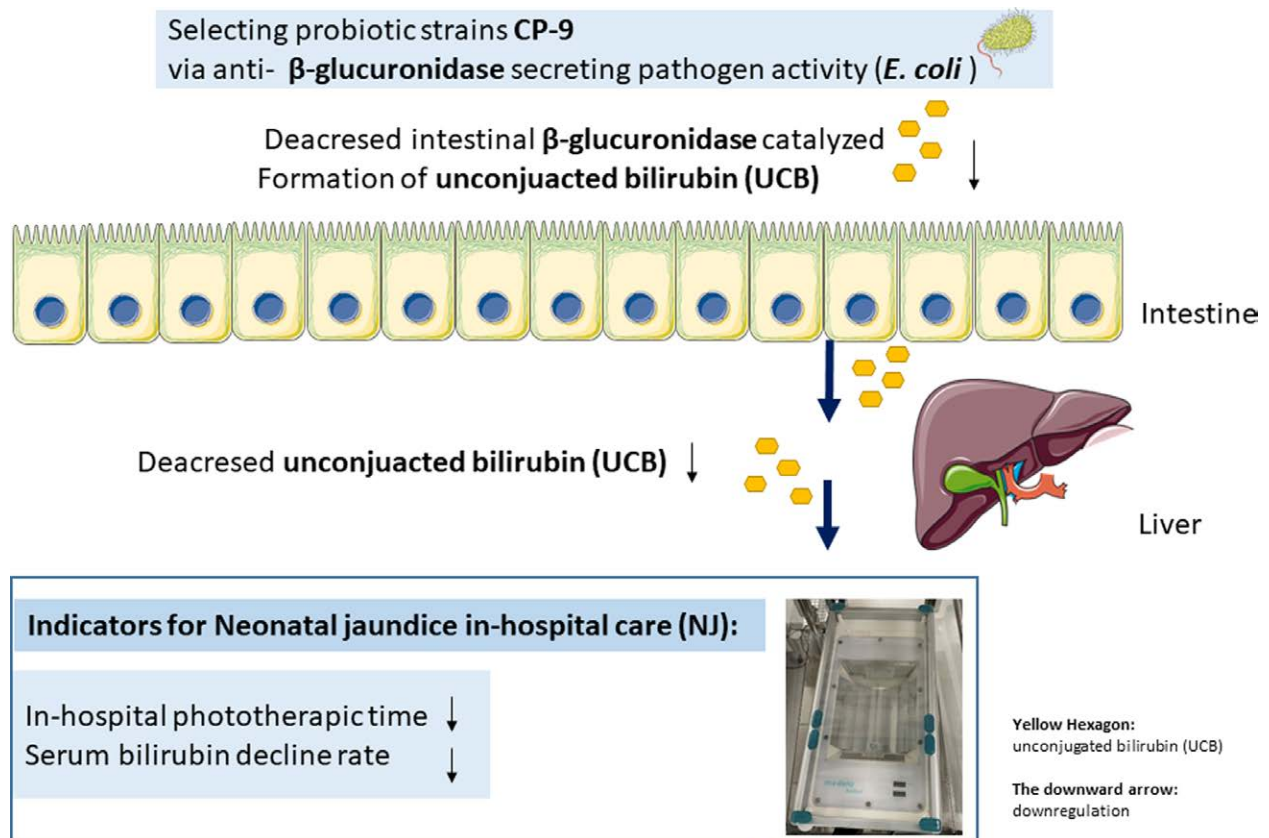 Selecting probiotic strains CP-9
via anti- β-glucuronidase secreting pathogen activity (E. coli )
Deacresed intestinal β-glucuronidase catalyzed
Formation of unconjuacted bilirubin (UCB)
Intestine
Deacresed unconjuacted bilirubin (UCB)
Liver
Indicators for Neonatal jaundice in-hospital care (NJ):
In-hospital phototherapic time
Serum bilirubin decline rate
Yellow Hexagon:
unconjugated bilirubin (UCB)
The downward arrow:
downregulation